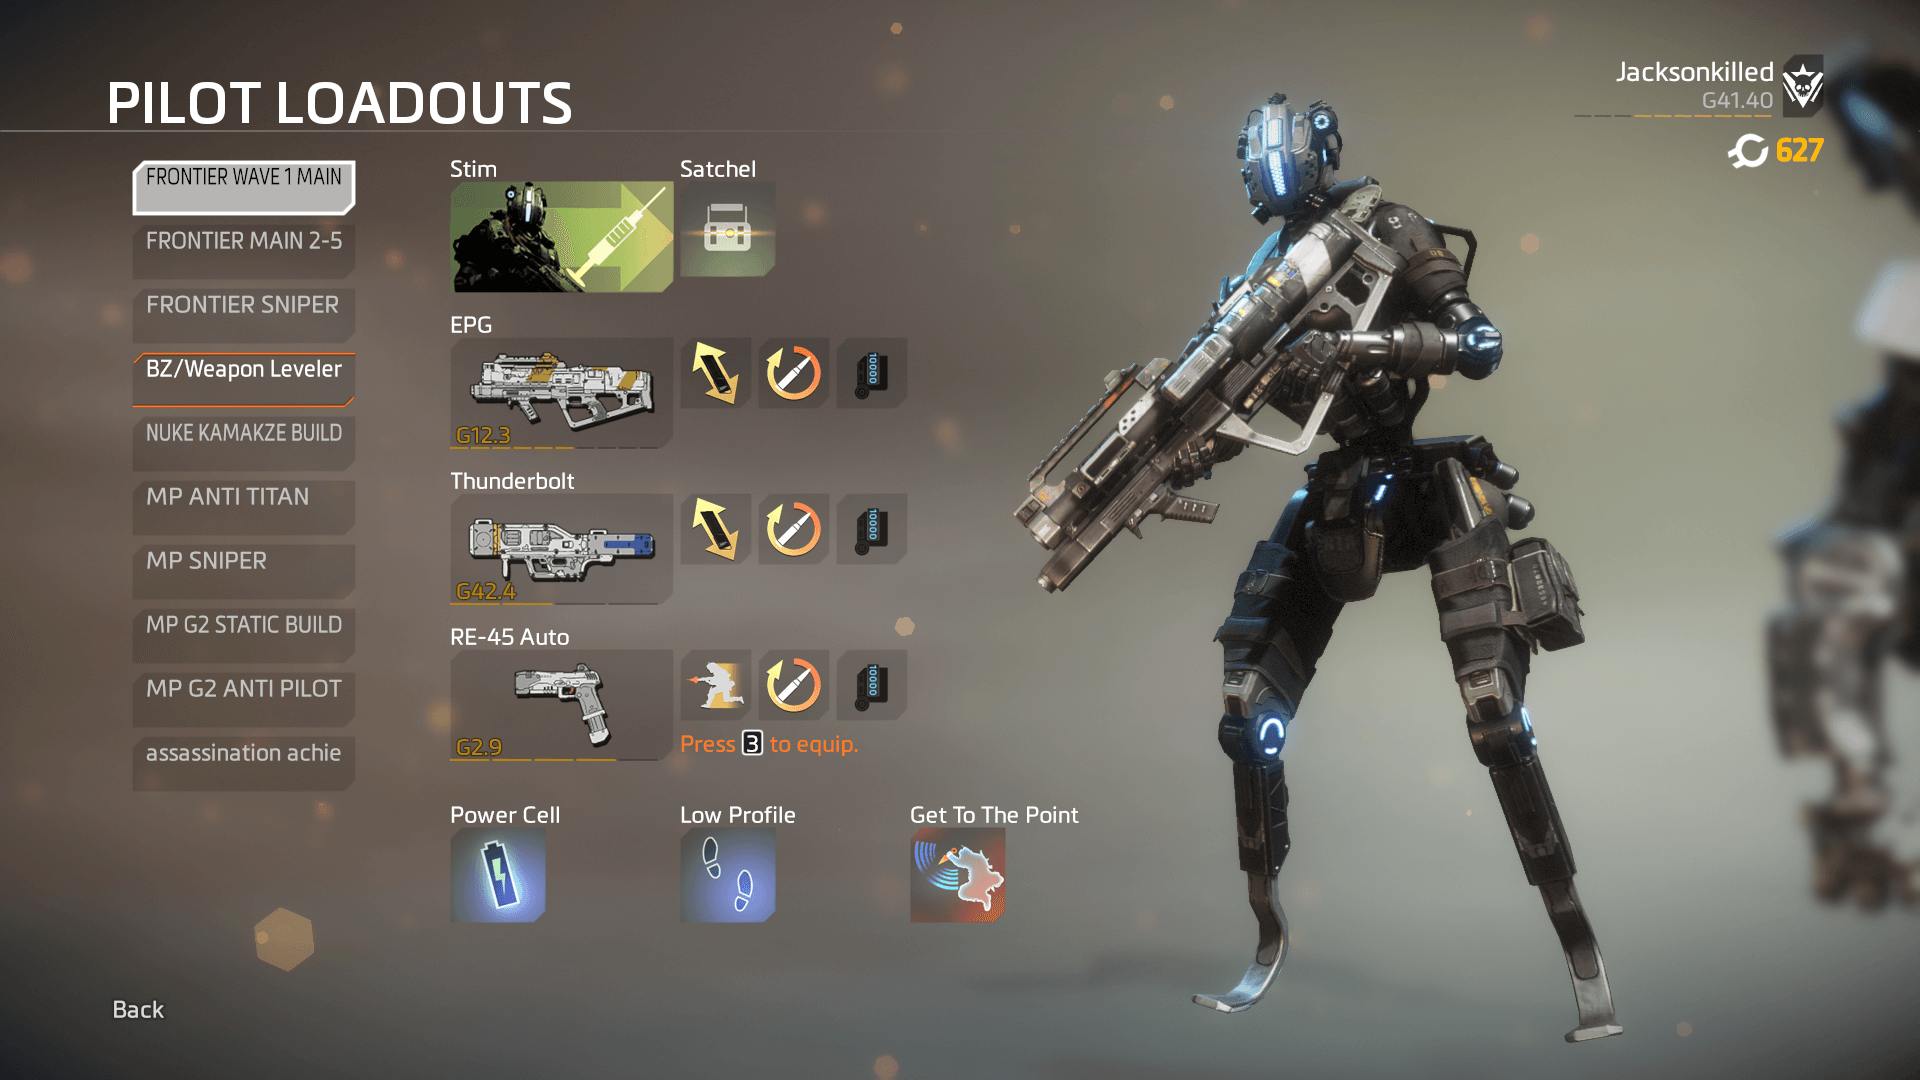 PILOT LOADOUTS
Jacksonkilled
G41.40
627
FRONTIER WAVE 1 MAIN
FRONTIER MAIN 2-5
FRONTIER SNIPER
BZ/Weapon Leveler
NUKE KAMAKZE BUILD
MP ANTI TITAN
MP SNIPER
MP G2 STATIC BUILD
MP G2 ANTI PILOT
assassination achie
Stim
Satchel
EPG
G12.3
10000
Thunderbolt
G42.4
10000
RE-45 Auto
G2.9
10000
Press 3 to equip.
Power Cell
Low Profile
Get To The Point
Back